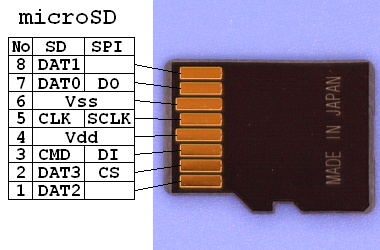 microSD
No SD SPI
8 DAT1
7 DAT0 DO
6 Vss
5 CLK SCLK
4 Vdd
3 CMD DI
2 DAT3 CS
1 DAT2
MADE IN JAPAN